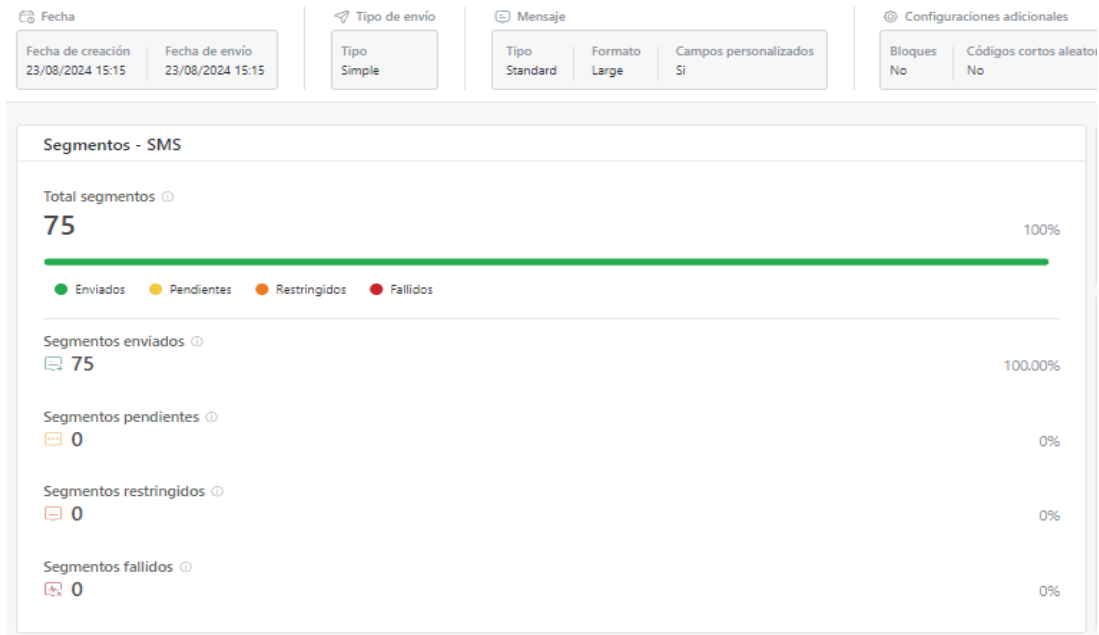 Fecha
Tipo de envío
Mensaje
Configuraciones adicionales
Fecha de creación
Fecha de envío
Tipo
Tipo
Formato
Campos personalizados
Bloques
Códigos cortos aleator
23/08/2024 15:15
23/08/2024 15:15
Simple
Standard
Large
Si
No
No
Segmentos - SMS
Total segmentos
75
100%
Enviados
Pendientes
Restringidos
Fallidos
Segmentos enviados
75
100.00%
Segmentos pendientes
0
0%
Segmentos restringidos
0
0%
Segmentos fallidos
0
0%